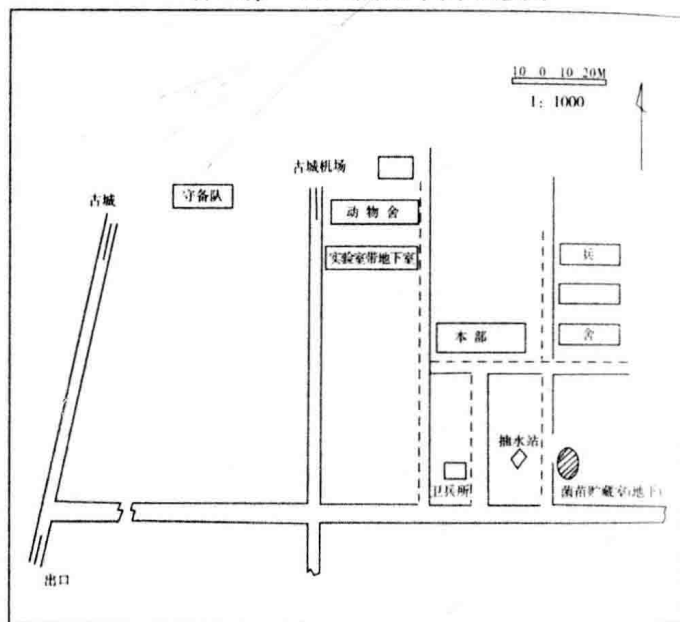 10 0 10 20M
1：1000
古城机场
古城
守备队
动物舍
实验室带地下室
兵
舍
本部
抽水站
卫兵所
菌苗贮藏室(地下)
出口